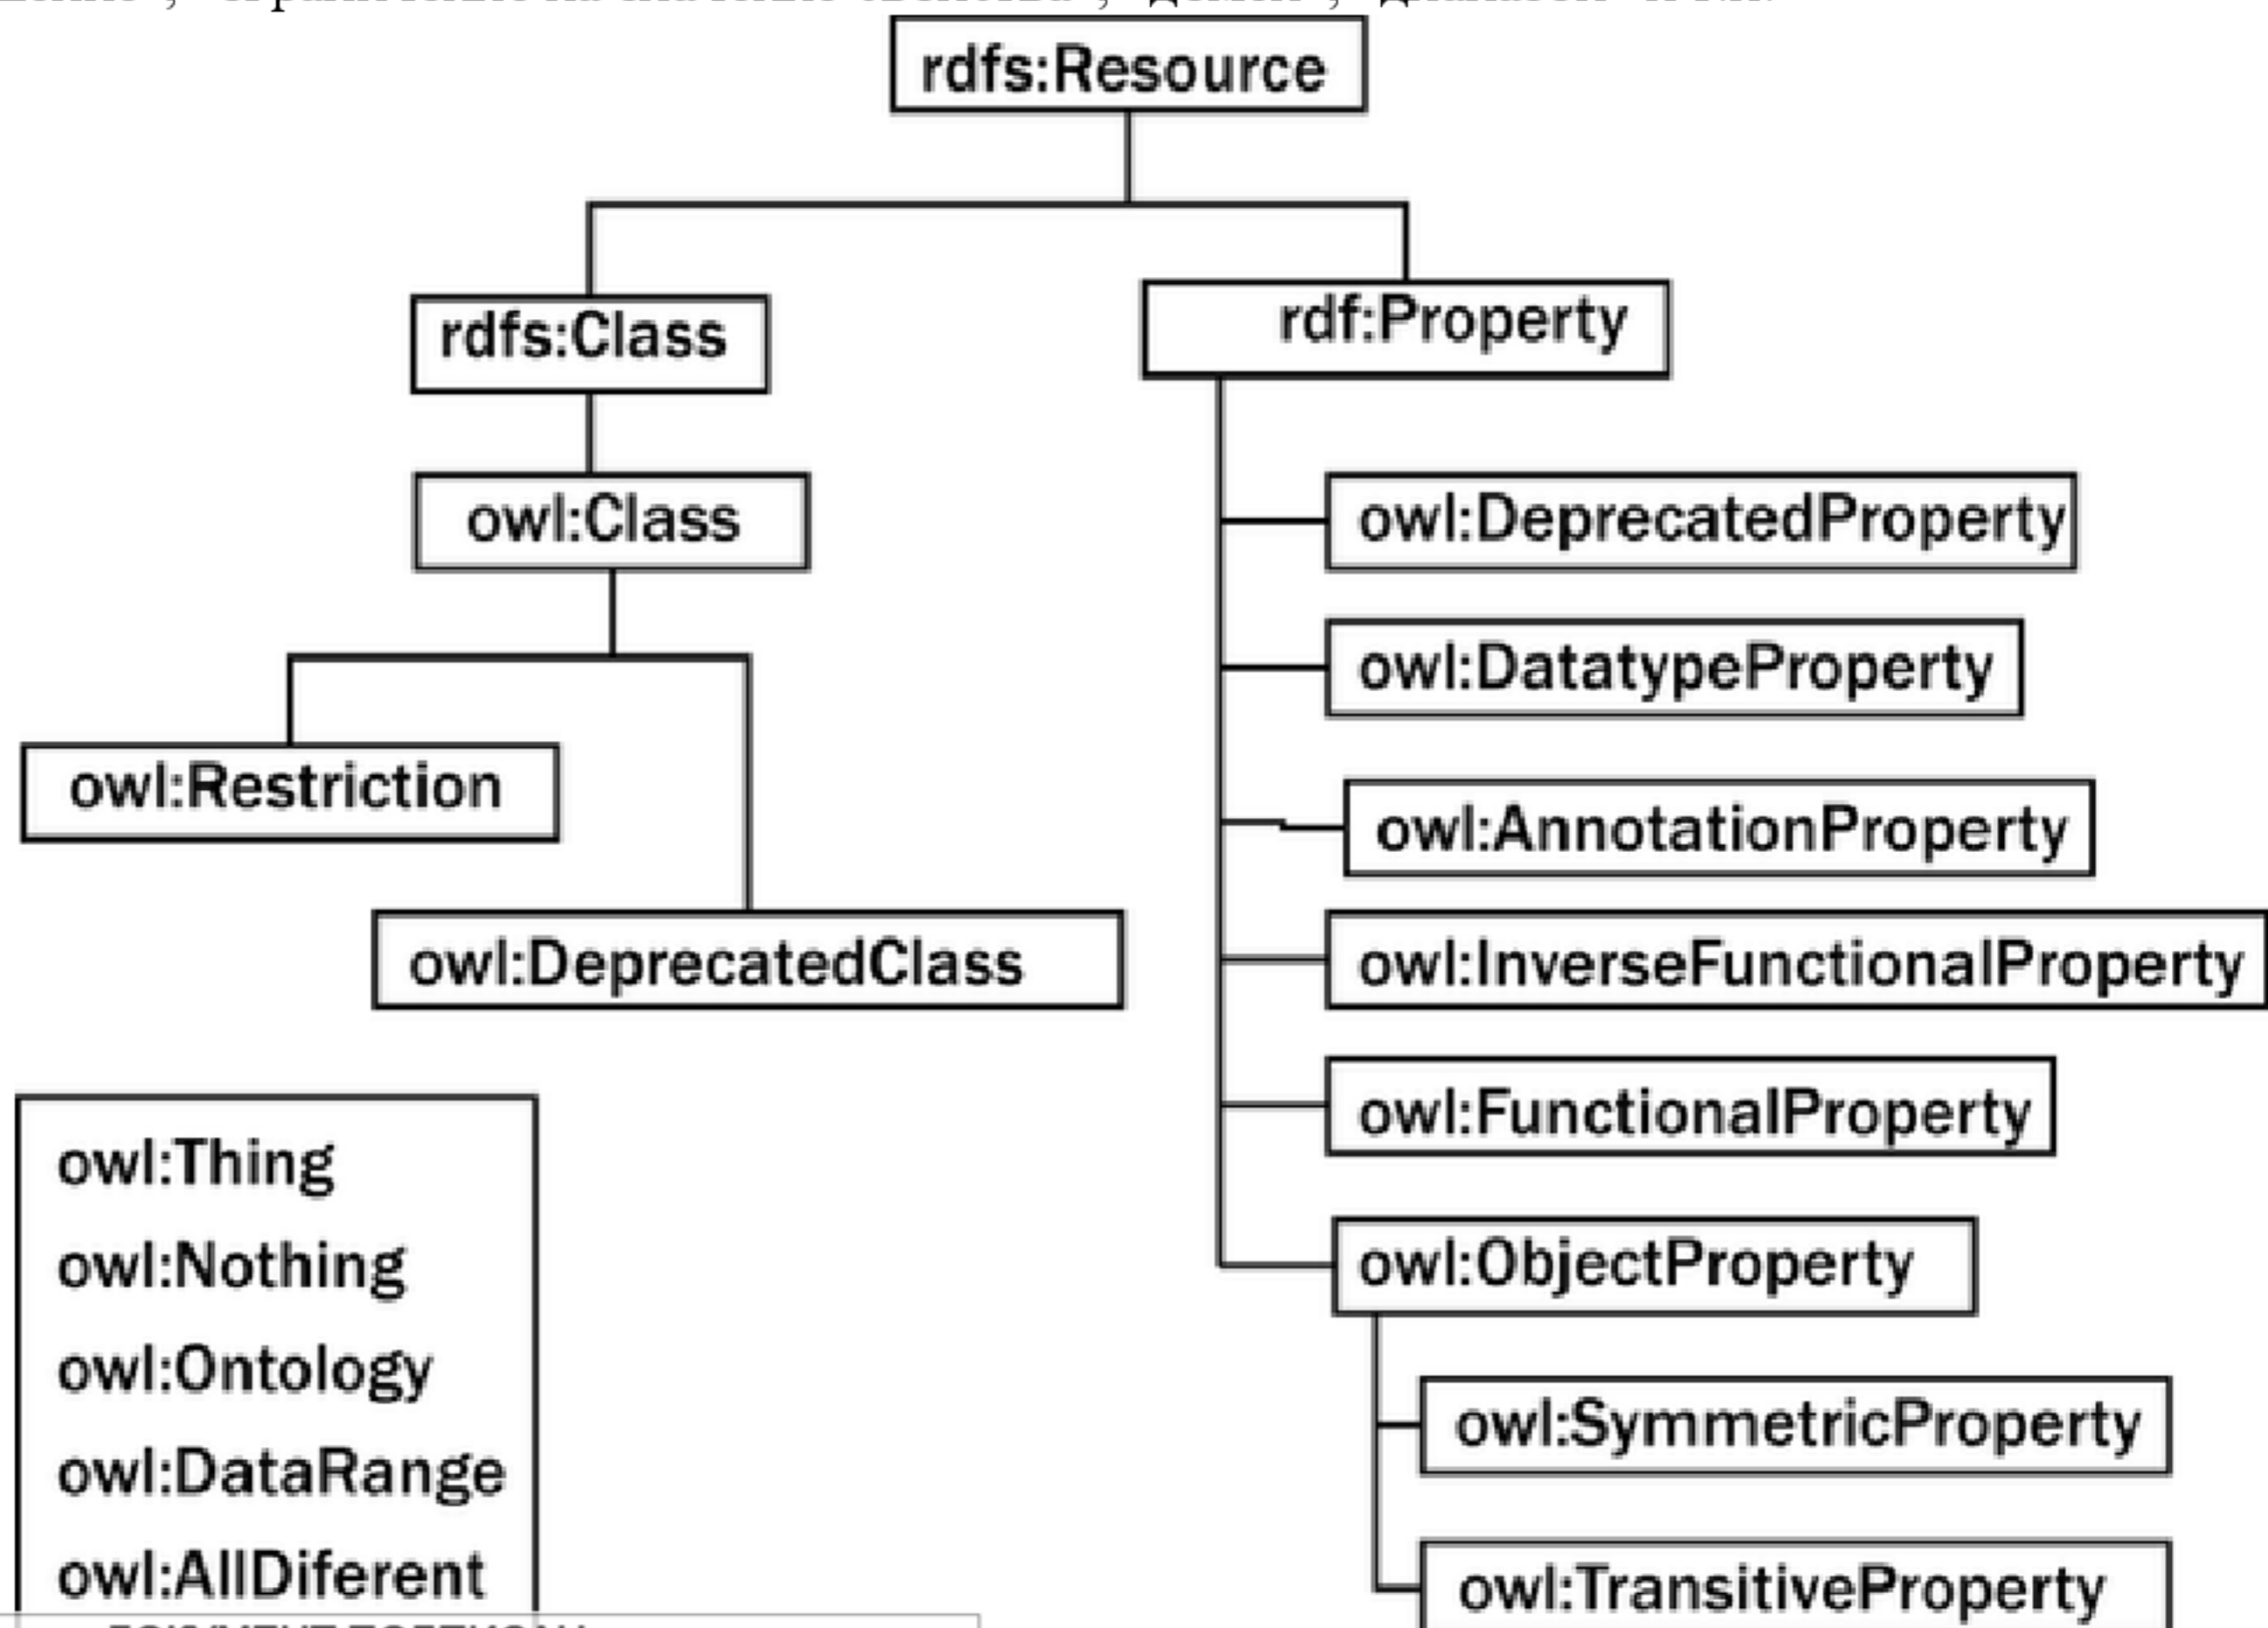 rdfs:Resource
rdfs:Class
rdf:Property
owl:Class
owl:DeprecatedProperty
owl:DatatypeProperty
owl:Restriction
owl:AnnotationProperty
owl:DeprecatedClass
owl:InverseFunctionalProperty
owl:FunctionalProperty
owl:Thing
owl:Nothing
owl:Ontology
owl:DataRange
owl:AllDiferent
owl:ObjectProperty
owl:SymmetricProperty
owl:TransitiveProperty